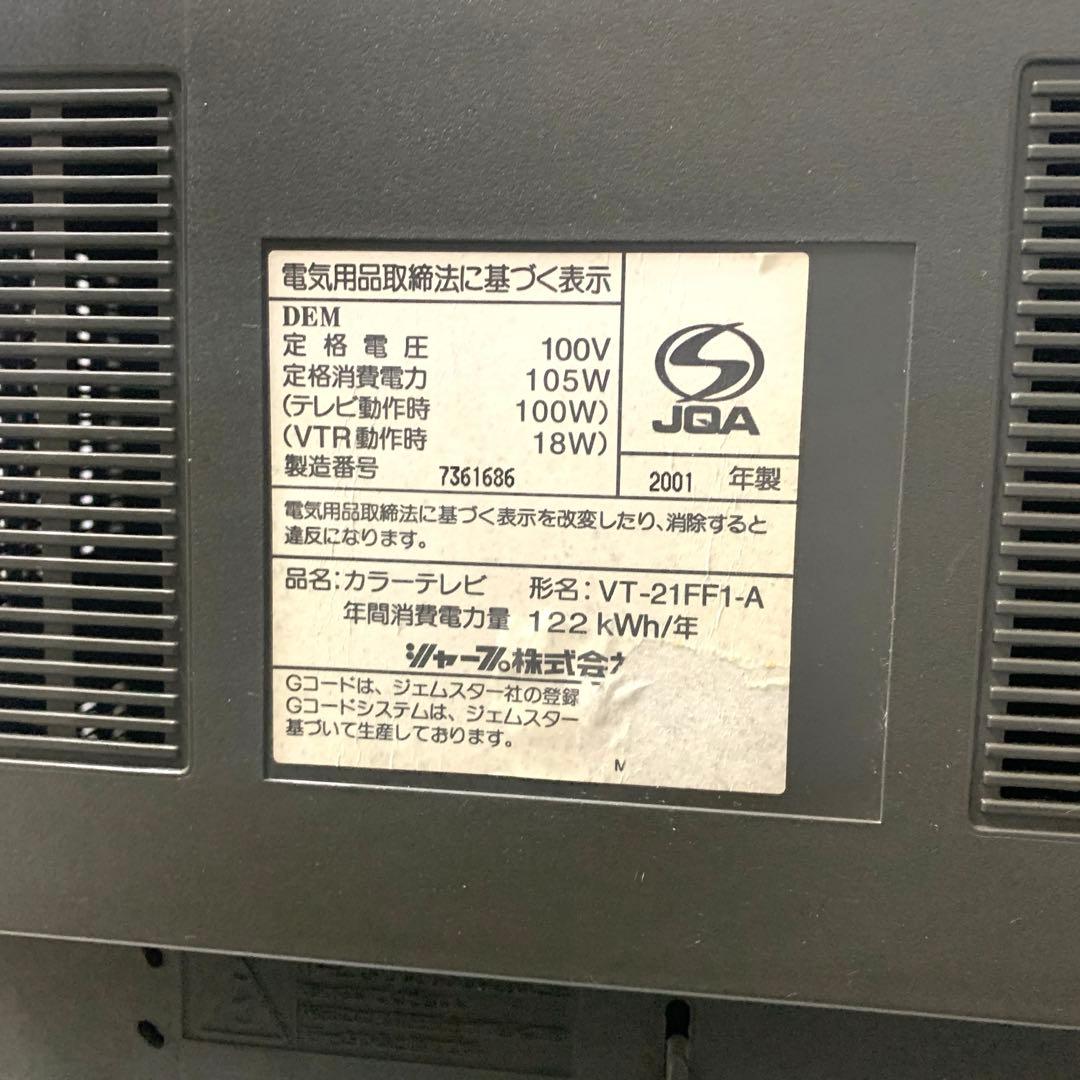 電気用品取締法に基づく表示
DEM
定格電圧 100V
定格消費電力 105W
(テレビ動作時 100W)
(VTR動作時 18W)
製造番号 7361686
JQA
2001 年製
電気用品取締法に基づく表示を改変したり、消除すると
違反になります。
品名:カラーテレビ 形名:VT-21FF1-A
年間消費電力量 122 kWh/年
シャープ株式会
Gコードは、ジェムスター社の登録
Gコードシステムは、ジェムスター
基づいて生産しております。
M